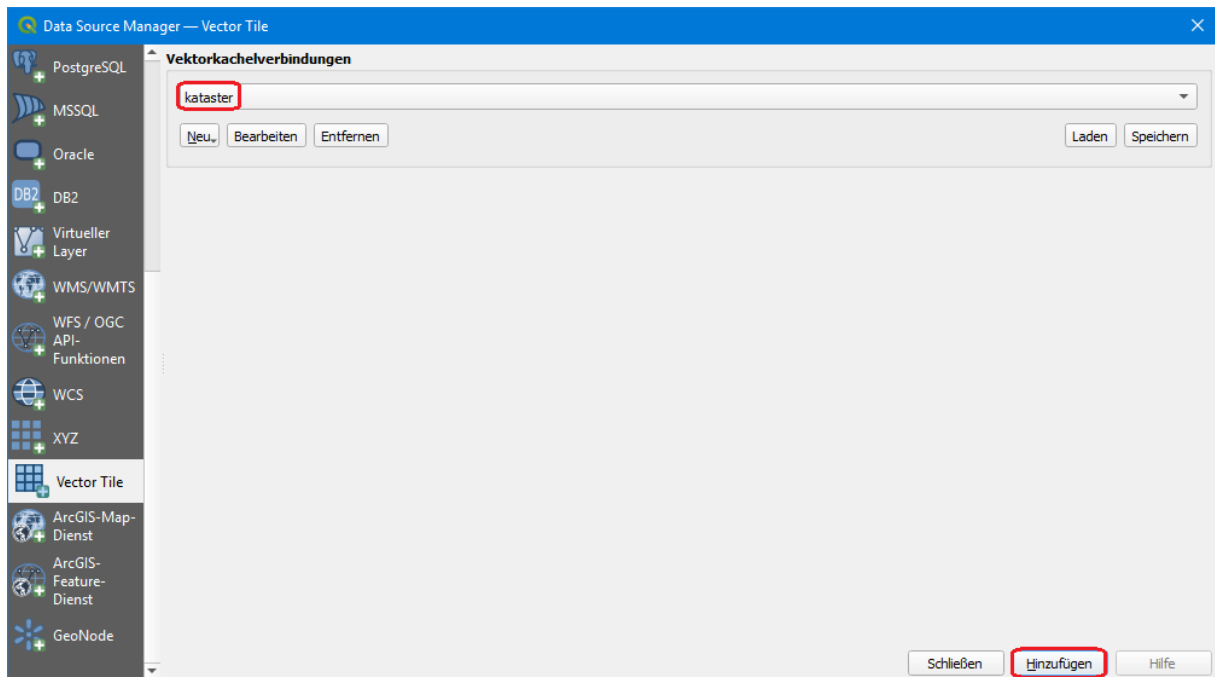 Data Source Manager — Vector Tile
PostgreSQL
MSSQL
Oracle
DB2
DB2
Virtueller
Layer
WMS/WMTS
WFS / OGC
API-
Funktionen
WCS
XYZ
Vector Tile
ArcGIS-Map-
Dienst
ArcGIS-
Feature-
Dienst
GeoNode
Vektorkachelverbindungen
kataster
Neu
Bearbeiten
Entfernen
Laden
Speichern
Schließen
Hinzufügen
Hilfe